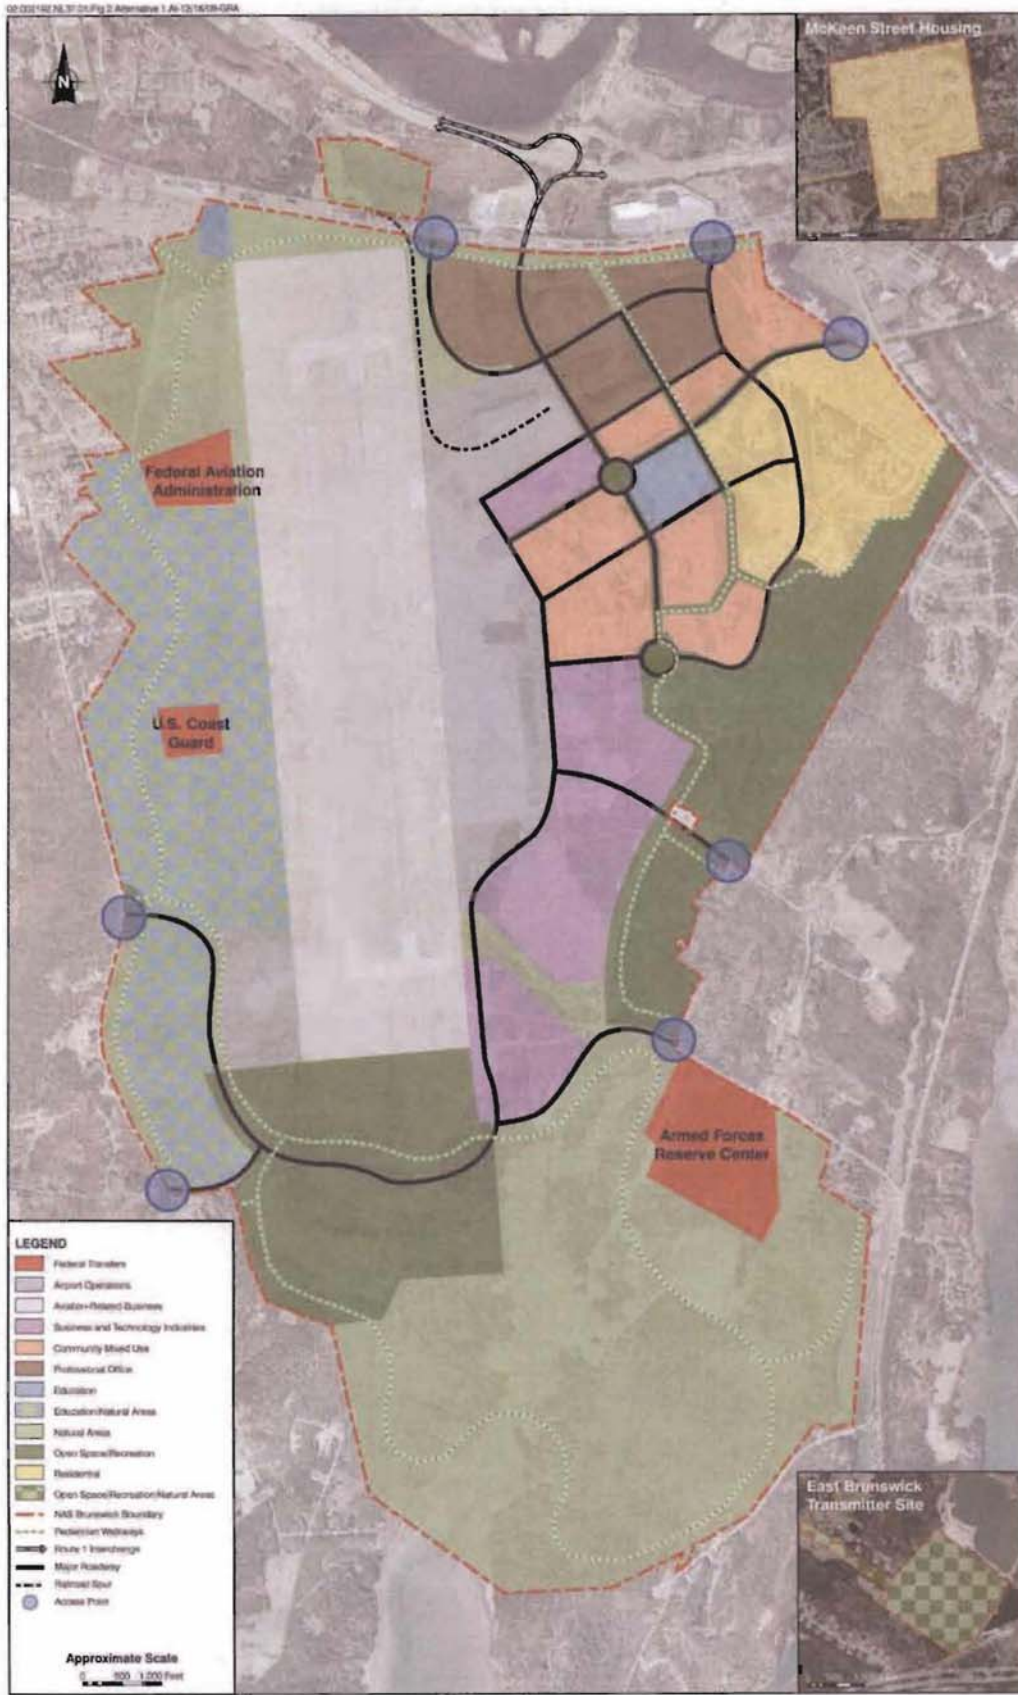 McKeen Street Housing
N
Federal Aviation
Administration
U.S. Coast
Guard
Armed Forces
Reserve Center
LEGEND
Federal Transfers
Airport Operations
Aviation-Related Business
Business and Technology Industries
Community Mixed Use
Professional Office
Education
Education/Natural Areas
Natural Areas
Open Space/Recreation
Residential
Open Space/Recreation/Natural Areas
NAS Brunswick Boundary
Pedestrian Walkways
Route 1 Interchange
Major Roadway
Railroad Spur
Access Point
Approximate Scale
0 500 1,000 Feet
East Brunswick
Transmitter Site